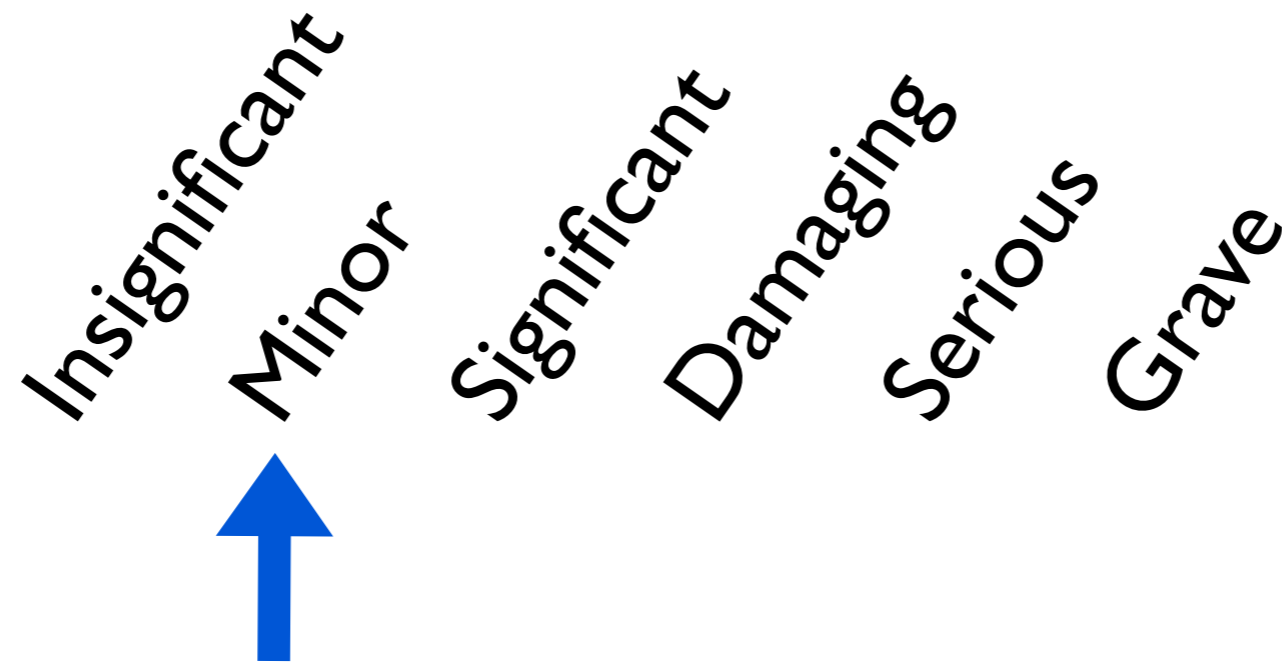 Insignificant
Minor
Significant
Damaging
Serious
Grave